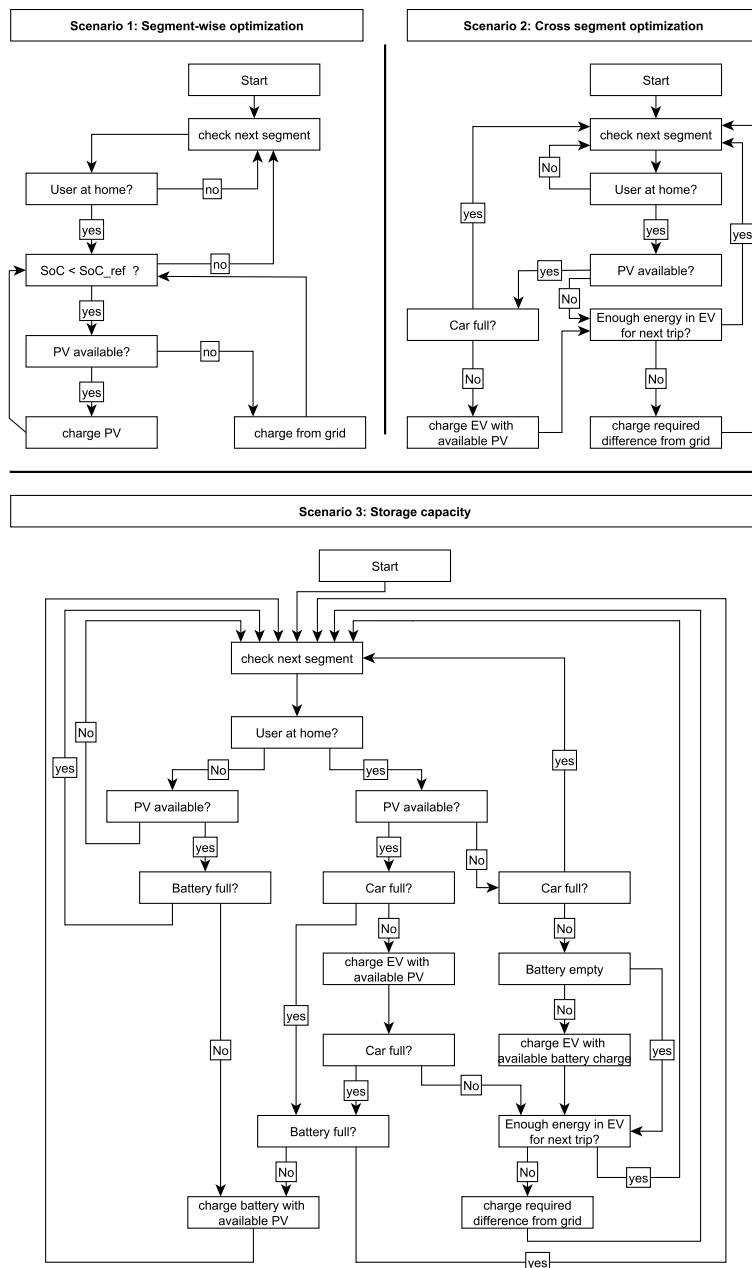 Scenario 1: Segment-wise optimization
Start
check next segment
User at home?
no
yes
SoC < SoC_ref ?
no
yes
PV available?
no
yes
charge PV
charge from grid
Scenario 2: Cross segment optimization
Start
check next segment
No
User at home?
yes
yes
yes
PV available?
yes
No
Car full?
Enough energy in EV
for next trip?
No
No
charge EV with
available PV
charge required
difference from grid
Scenario 3: Storage capacity
Start
check next segment
User at home?
No
yes
No
yes
yes
PV available?
PV available?
yes
yes
No
Battery full?
Car full?
Car full?
No
No
charge EV with
available PV
Battery empty
yes
No
No
Car full?
charge EV with
available battery charge
yes
yes
No
Battery full?
Enough energy in EV
for next trip?
No
No
yes
charge battery with
available PV
charge required
difference from grid
yes